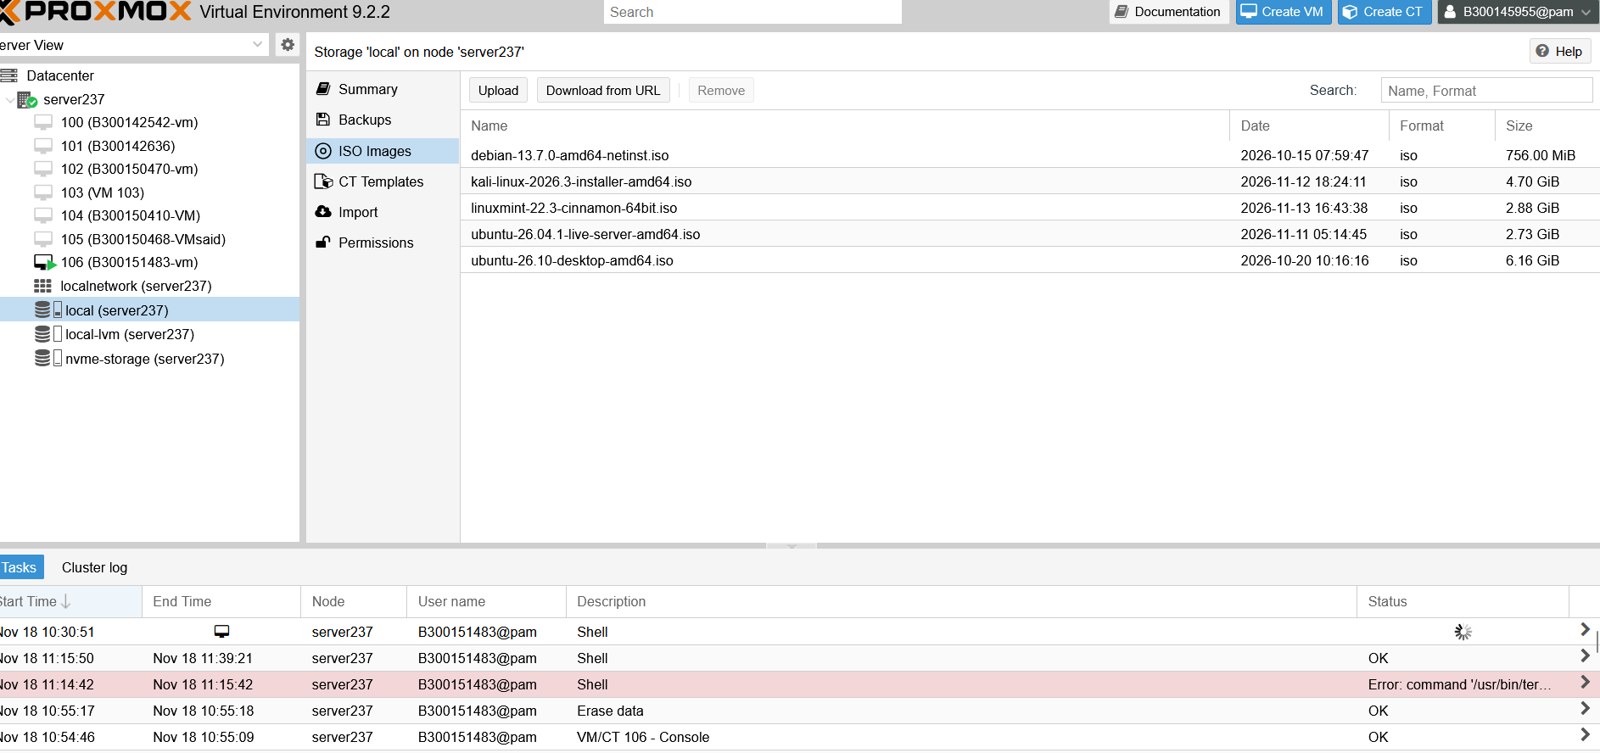 PROXMOX Virtual Environment 9.2.2 Search Documentation Create VM Create CT B300145955@pam
erver View Storage 'local' on node 'server237' Help
Datacenter
server237
100 (B300142542-vm)
101 (B300142636)
102 (B300150470-vm)
103 (VM 103)
104 (B300150410-VM)
105 (B300150468-VMsaid)
106 (B300151483-vm)
localnetwork (server237)
local (server237)
local-lvm (server237)
nvme-storage (server237)
Summary
Backups
ISO Images
CT Templates
Import
Permissions
Upload Download from URL Remove Search: Name, Format
Name Date Format Size
debian-13.7.0-amd64-netinst.iso 2026-10-15 07:59:47 iso 756.00 MiB
kali-linux-2026.3-installer-amd64.iso 2026-11-12 18:24:11 iso 4.70 GiB
linuxmint-22.3-cinnamon-64bit.iso 2026-11-13 16:43:38 iso 2.88 GiB
ubuntu-26.04.1-live-server-amd64.iso 2026-11-11 05:14:45 iso 2.73 GiB
ubuntu-26.10-desktop-amd64.iso 2026-10-20 10:16:16 iso 6.16 GiB
Tasks Cluster log
Start Time End Time Node User name Description Status
Nov 18 10:30:51 server237 B300151483@pam Shell
Nov 18 11:15:50 Nov 18 11:39:21 server237 B300151483@pam Shell OK
Nov 18 11:14:42 Nov 18 11:15:42 server237 B300151483@pam Shell Error: command '/usr/bin/ter...
Nov 18 10:55:17 Nov 18 10:55:18 server237 B300151483@pam Erase data OK
Nov 18 10:54:46 Nov 18 10:55:09 server237 B300151483@pam VM/CT 106 - Console OK